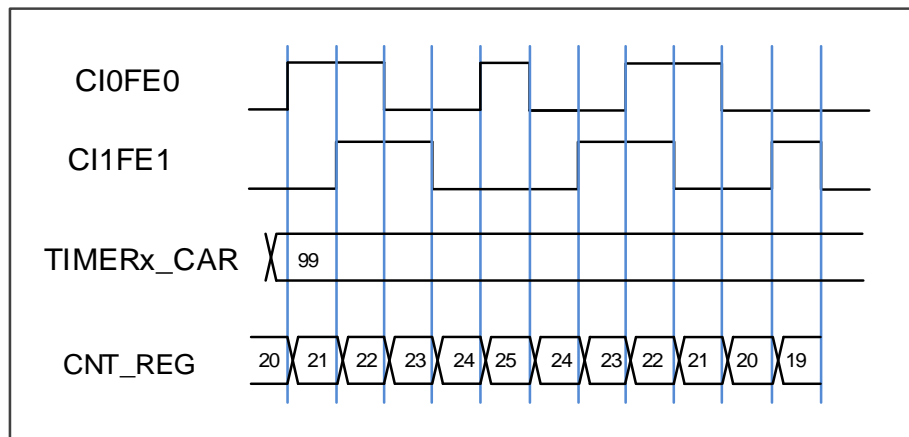 CI0FE0
CI1FE1
TIMERx_CAR 99
CNT_REG 20 21 22 23 24 25 24 23 22 21 20 19